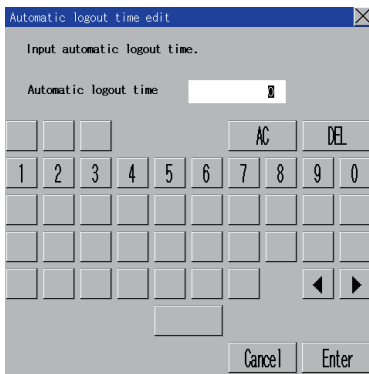 Automatic logout time edit
Input automatic logout time.
Automatic logout time 0
AC DEL
1 2 3 4 5 6 7 8 9 0
Cancel Enter